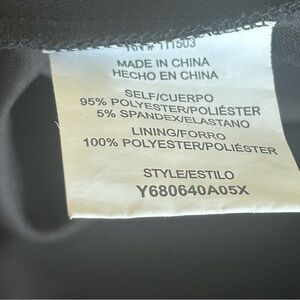 111503
MADE IN CHINA
HECHO EN CHINA
SELF/CUERPO
95% POLYESTER/POLIÉSTER
5% SPANDEX/ELASTANO
LINING/FORRO
100% POLYESTER/POLIÉSTER
STYLE/ESTILO
Y680640A05X